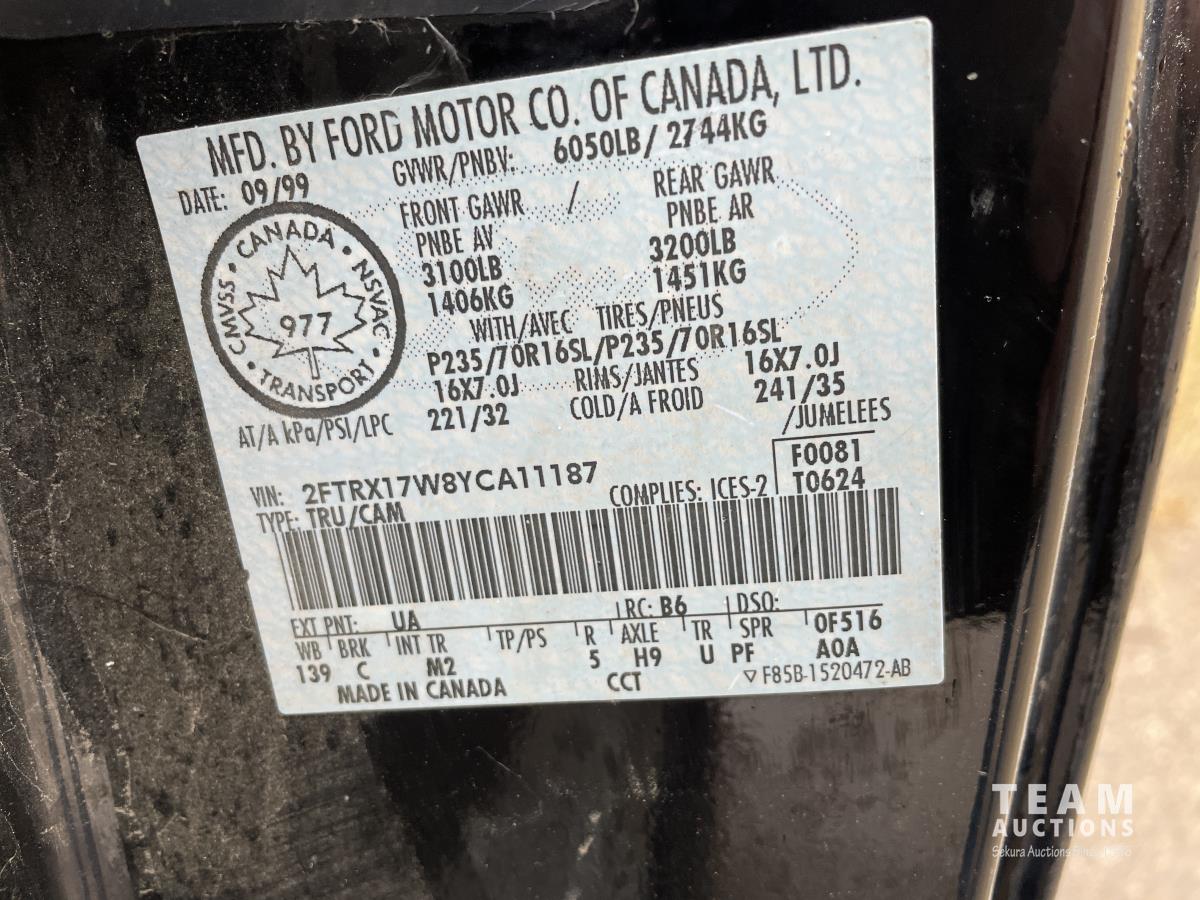 MFD. BY FORD MOTOR CO. OF CANADA, LTD.
DATE: 09/99
GVWR/PNBV: 6050LB/ 2744KG
FRONT GAWR / REAR GAWR
PNBE AV PNBE AR
3100LB 3200LB
1406KG 1451KG
WITH/AVEC TIRES/PNEUS
P235/70R16SL/P235/70R16SL
16X7.0J RIMS/JANTES 16X7.0J
AT/A kPa/PSI/LPC 221/32 COLD/A FROID 241/35
/JUMELEES
CMVSS • CANADA • NSVAC • TRANSPORT •
977
VIN: 2FTRX17W8YCA11187
F0081
TYPE: TRU/CAM COMPLIES: ICES-2 T0624
EXT PNT: UA RC: B6 DSO:
WB BRK INT TR TP/PS R AXLE TR SPR 0F516
139 C M2 5 H9 U PF A0A
MADE IN CANADA CCT ▽ F85B-1520472-AB
TEAM
AUCTIONS
Sekura Auctions